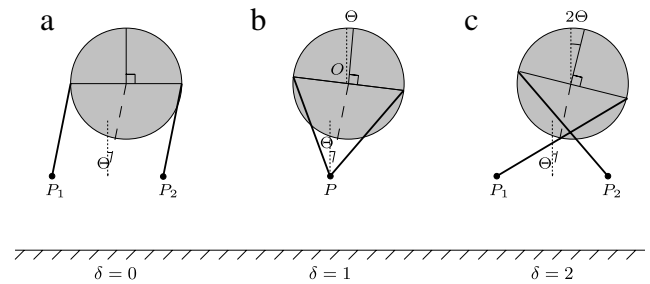 a b c
Θ 2Θ
O
Θ Θ Θ
P₁ P₂ P P₁ P₂
δ = 0 δ = 1 δ = 2